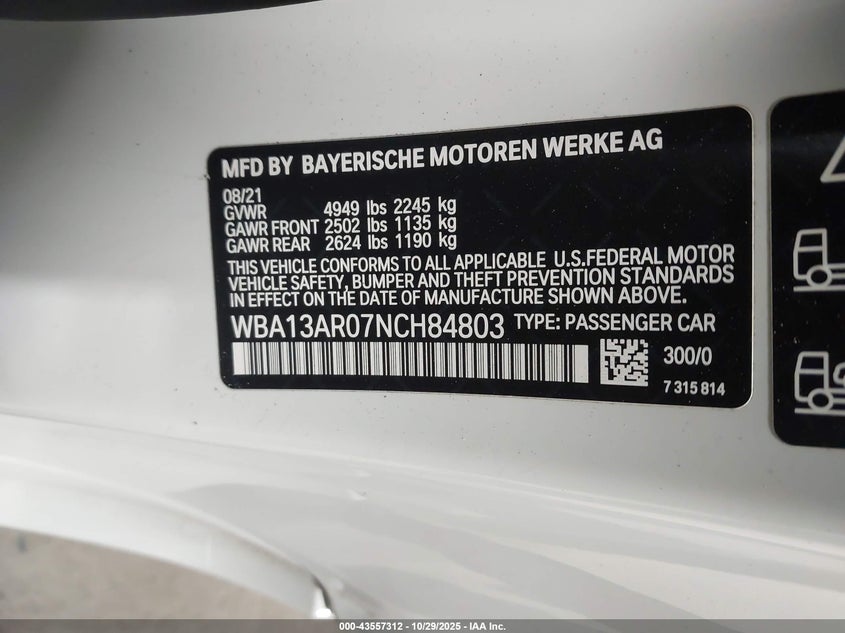 MFD BY BAYERISCHE MOTOREN WERKE AG
08/21
GVWR 4949 lbs 2245 kg
GAWR FRONT 2502 lbs 1135 kg
GAWR REAR 2624 lbs 1190 kg
THIS VEHICLE CONFORMS TO ALL APPLICABLE U.S.FEDERAL MOTOR
VEHICLE SAFETY, BUMPER AND THEFT PREVENTION STANDARDS
IN EFFECT ON THE DATE OF MANUFACTURE SHOWN ABOVE.
WBA13AR07NCH84803 TYPE: PASSENGER CAR
300/0
7 315 814
000-43557312 - 10/29/2025 - IAA Inc.